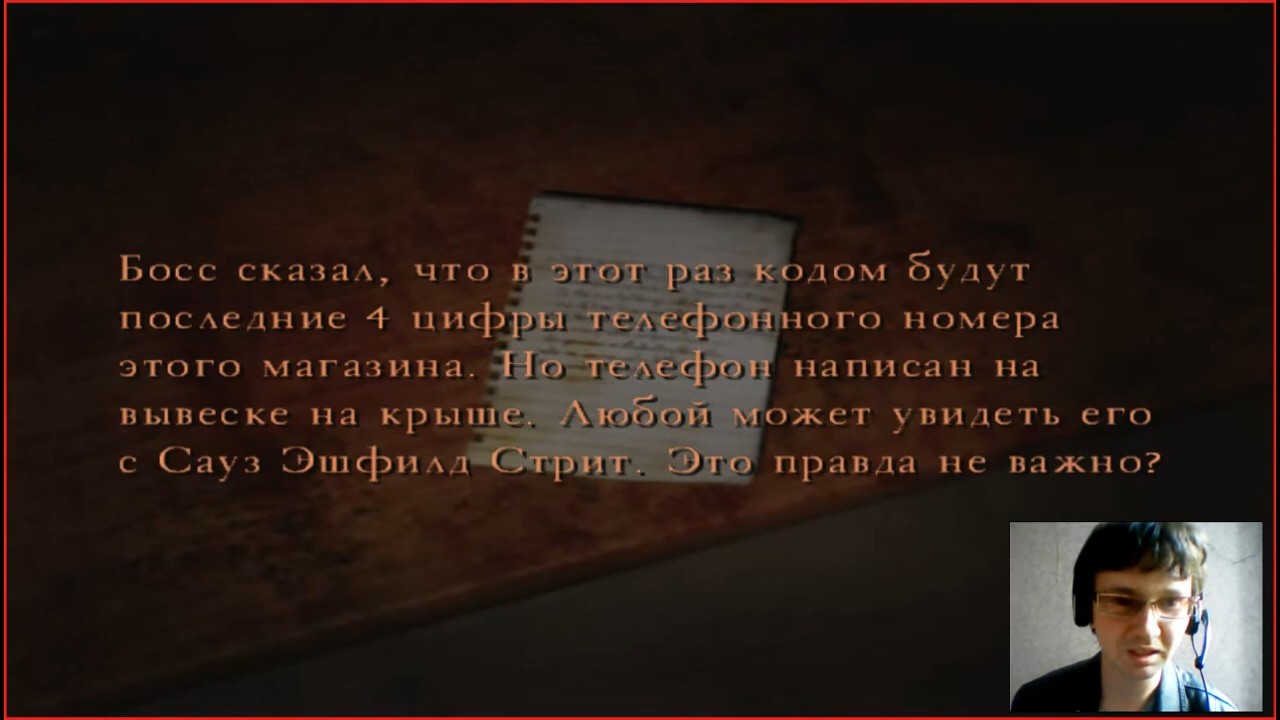 Босс сказал, что в этот раз кодом будут
последние 4 цифры телефонного номера
этого магазина. Но телефон написан на
вывеске на крыше. Любой может увидеть его
с Сауз Эшфилд Стрит. Это правда не важно?